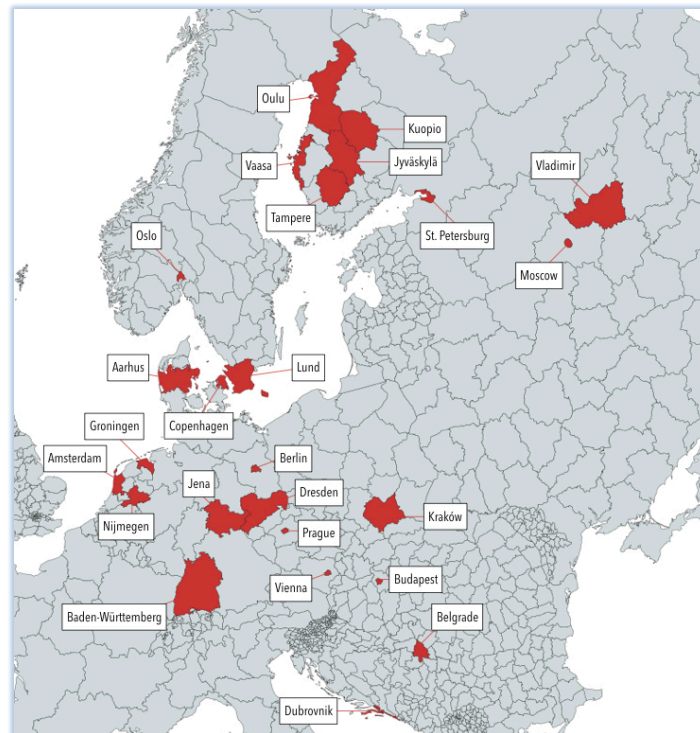 Oulu
Kuopio
Vaasa
Jyväskylä
Vladimir
Tampere
St. Petersburg
Oslo
Moscow
Aarhus
Lund
Copenhagen
Groningen
Amsterdam
Berlin
Jena
Dresden
Nijmegen
Kraków
Prague
Vienna
Budapest
Baden-Württemberg
Belgrade
Dubrovnik